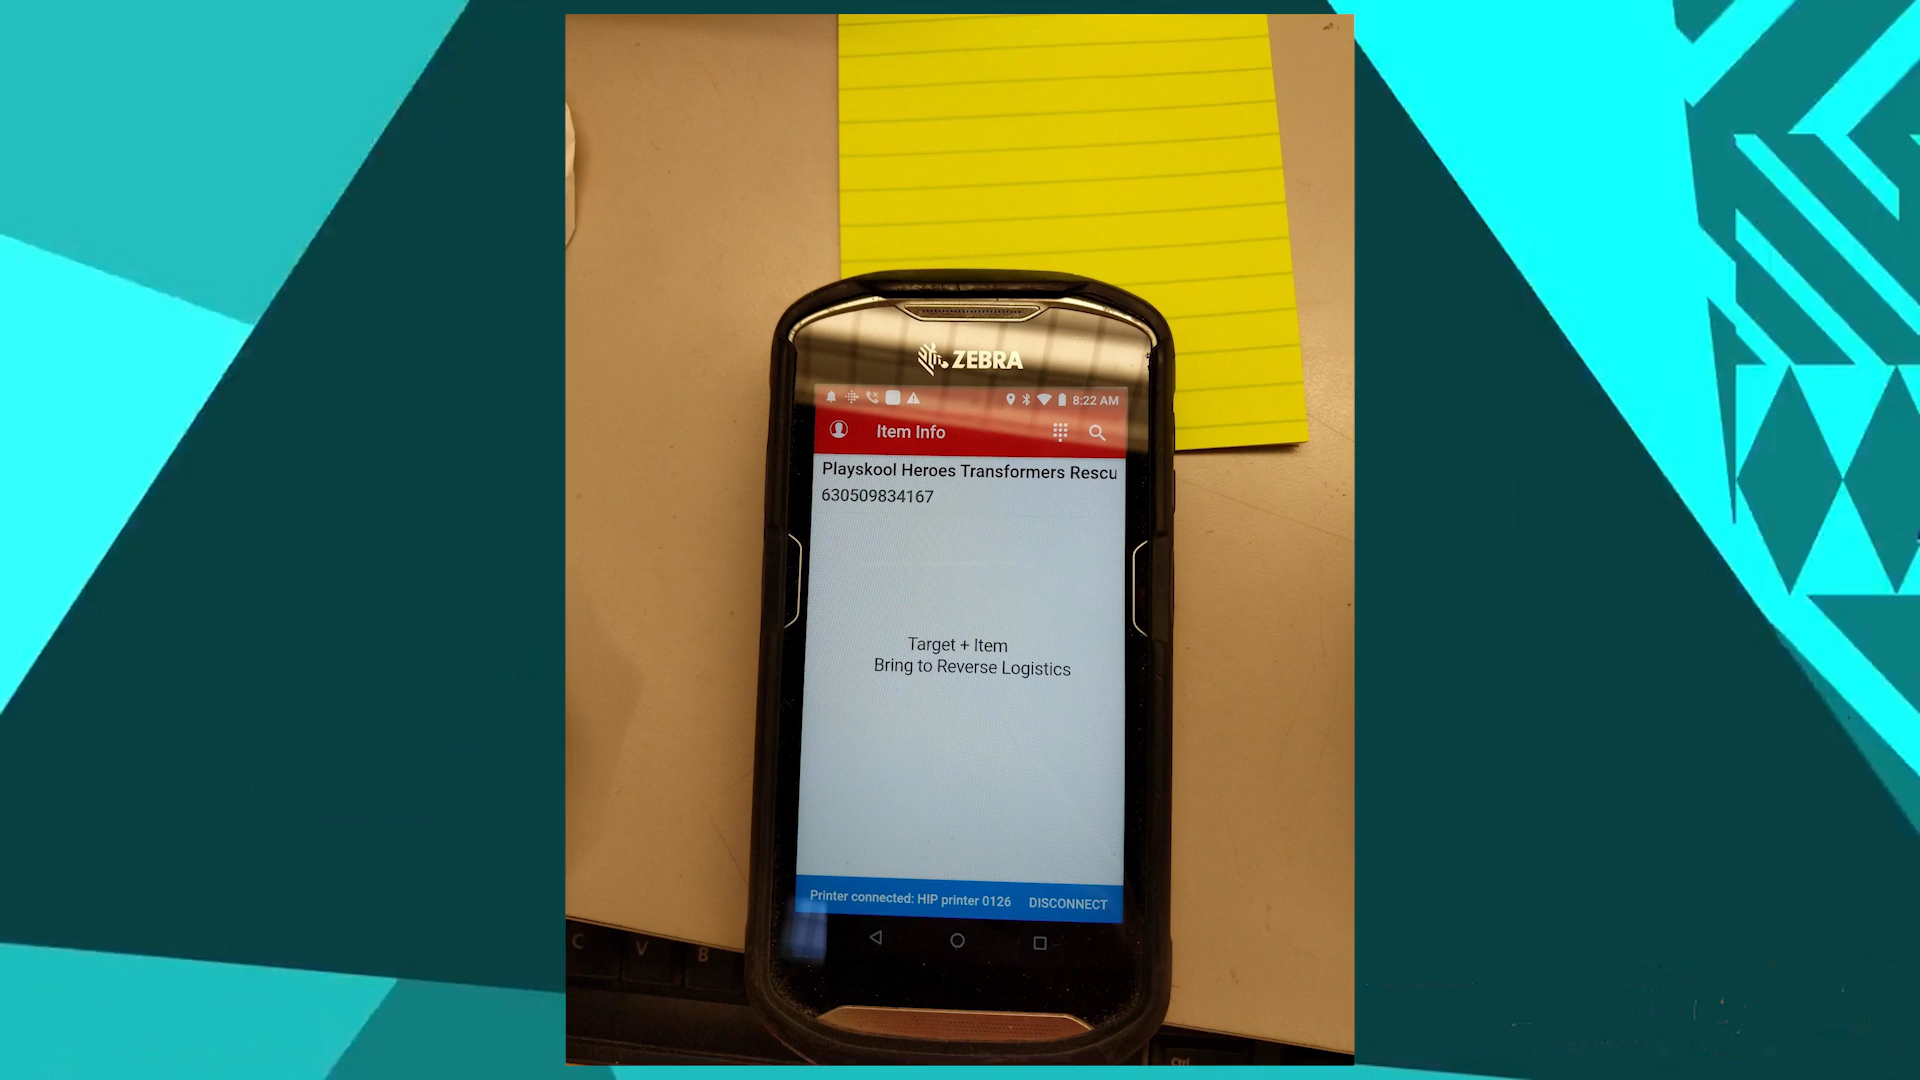 ZEBRA
8:22 AM
Item Info
Playskool Heroes Transformers Rescu
630509834167
Target + Item
Bring to Reverse Logistics
Printer connected: HIP printer 0126 DISCONNECT
C V B
Ctrl